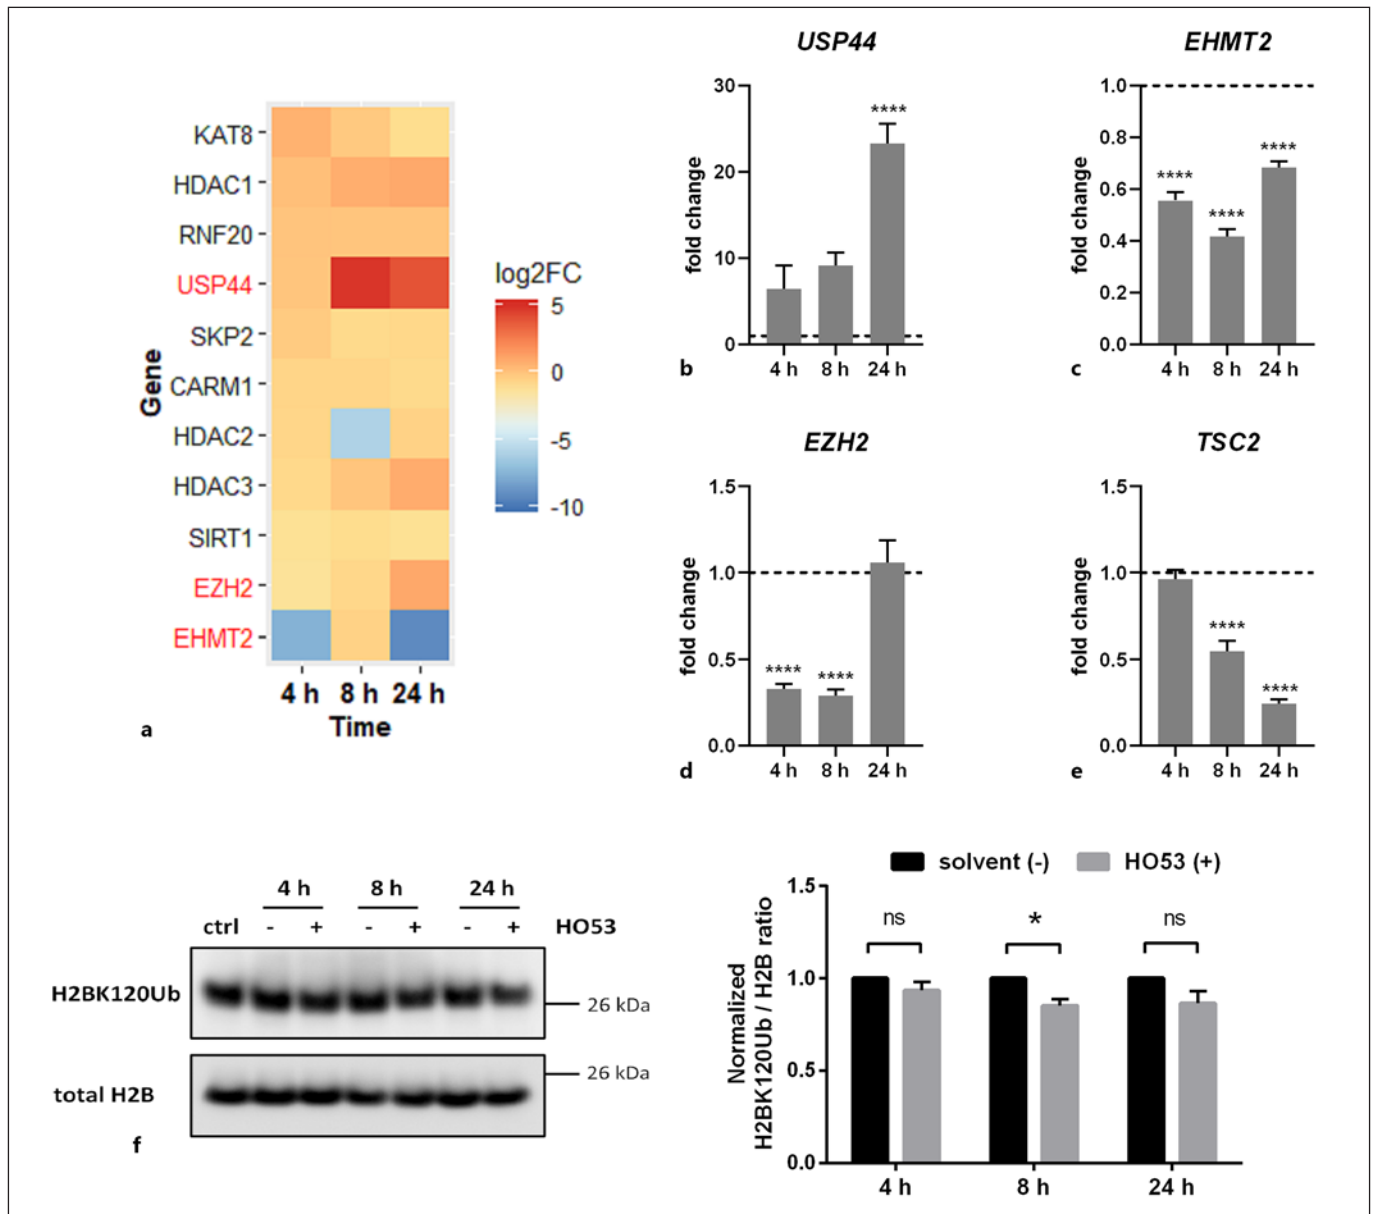 KAT8
HDAC1
RNF20
USP44
SKP2
CARM1
HDAC2
HDAC3
SIRT1
EZH2
EHMT2
Gene
4 h 8 h 24 h
Time
log2FC
5
0
-5
-10
a
USP44
fold change
30
20
10
0
****
4 h 8 h 24 h
b
EHMT2
fold change
1.0
0.8
0.6
0.4
0.2
0.0
**** **** ****
4 h 8 h 24 h
c
EZH2
fold change
1.5
1.0
0.5
0.0
**** ****
4 h 8 h 24 h
d
TSC2
fold change
1.5
1.0
0.5
0.0
**** ****
4 h 8 h 24 h
e
4 h 8 h 24 h
ctrl - + - + - + HO53
H2BK120Ub
26 kDa
26 kDa
total H2B
f
solvent (-) HO53 (+)
Normalized
H2BK120Ub / H2B ratio
1.5
1.0
0.5
0.0
ns * ns
4 h 8 h 24 h